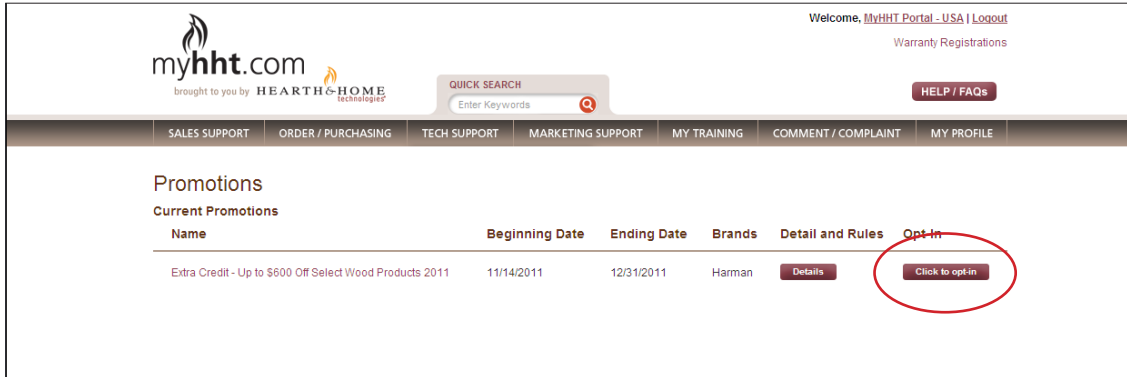 Welcome, MyHHT Portal - USA | Logout
Warranty Registrations
myhht.com
brought to you by HEARTH & HOME technologies®
QUICK SEARCH
Enter Keywords
HELP / FAQs
SALES SUPPORT ORDER / PURCHASING TECH SUPPORT MARKETING SUPPORT MY TRAINING COMMENT / COMPLAINT MY PROFILE
Promotions
Current Promotions
Name Beginning Date Ending Date Brands Detail and Rules Opt-In
Extra Credit - Up to $600 Off Select Wood Products 2011 11/14/2011 12/31/2011 Harman Details Click to opt-in